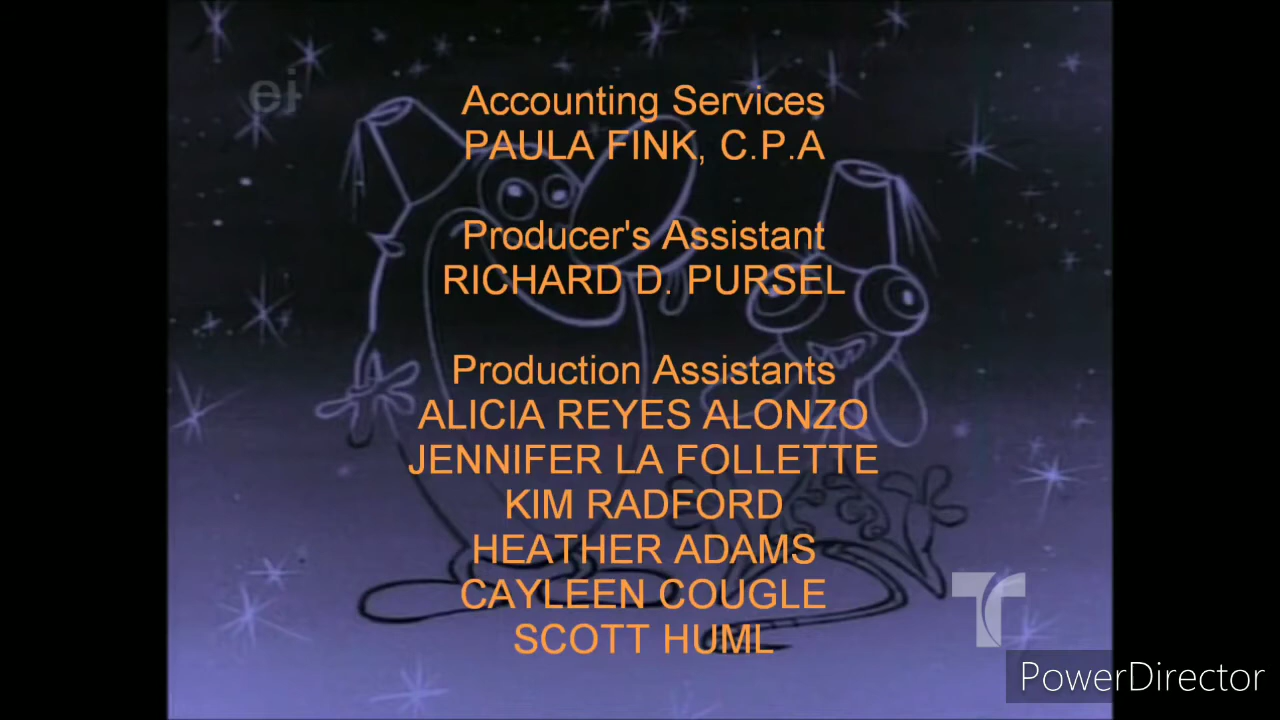 ei
Accounting Services
PAULA FINK, C.P.A
Producer's Assistant
RICHARD D. PURSEL
Production Assistants
ALICIA REYES ALONZO
JENNIFER LA FOLLETTE
KIM RADFORD
HEATHER ADAMS
CAYLEEN COUGLE
SCOTT HUML
T
PowerDirector